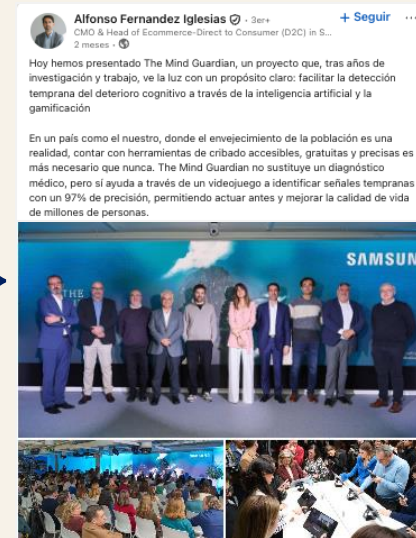 Alfonso Fernandez Iglesias · 3er+
+ Seguir ...
CMO & Head of Ecommerce-Direct to Consumer (D2C) in S...
2 meses ·
Hoy hemos presentado The Mind Guardian, un proyecto que, tras años de
investigación y trabajo, ve la luz con un propósito claro: facilitar la detección
temprana del deterioro cognitivo a través de la inteligencia artificial y la
gamificación
En un país como el nuestro, donde el envejecimiento de la población es una
realidad, contar con herramientas de cribado accesibles, gratuitas y precisas es
más necesario que nunca. The Mind Guardian no sustituye un diagnóstico
médico, pero sí ayuda a través de un videojuego a identificar señales tempranas
con un 97% de precisión, permitiendo actuar antes y mejorar la calidad de vida
de millones de personas.
SAMSUN
THE